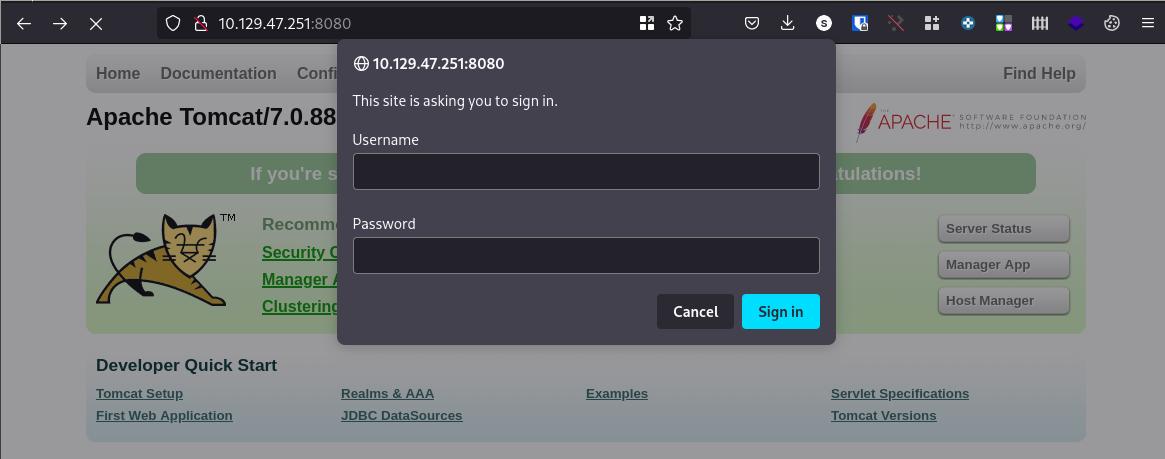 10.129.47.251:8080
S
Home Documentation Confi
Find Help
10.129.47.251:8080
This site is asking you to sign in.
Username
Password
Cancel Sign in
Apache Tomcat/7.0.88
THE
APACHE SOFTWARE FOUNDATION
http://www.apache.org/
If you're s
tulations!
TM
Recomm
Security C
Manager A
Clustering
Server Status
Manager App
Host Manager
Developer Quick Start
Tomcat Setup Realms & AAA Examples Servlet Specifications
First Web Application JDBC DataSources Tomcat Versions